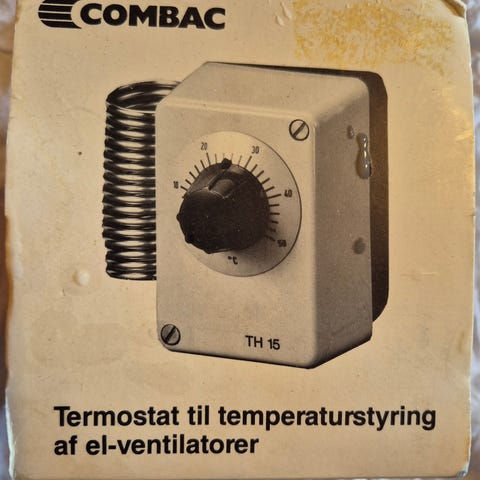 COMBAC
20
30
10
40
50
°C
TH 15
Termostat til temperaturstyring
af el-ventilatorer